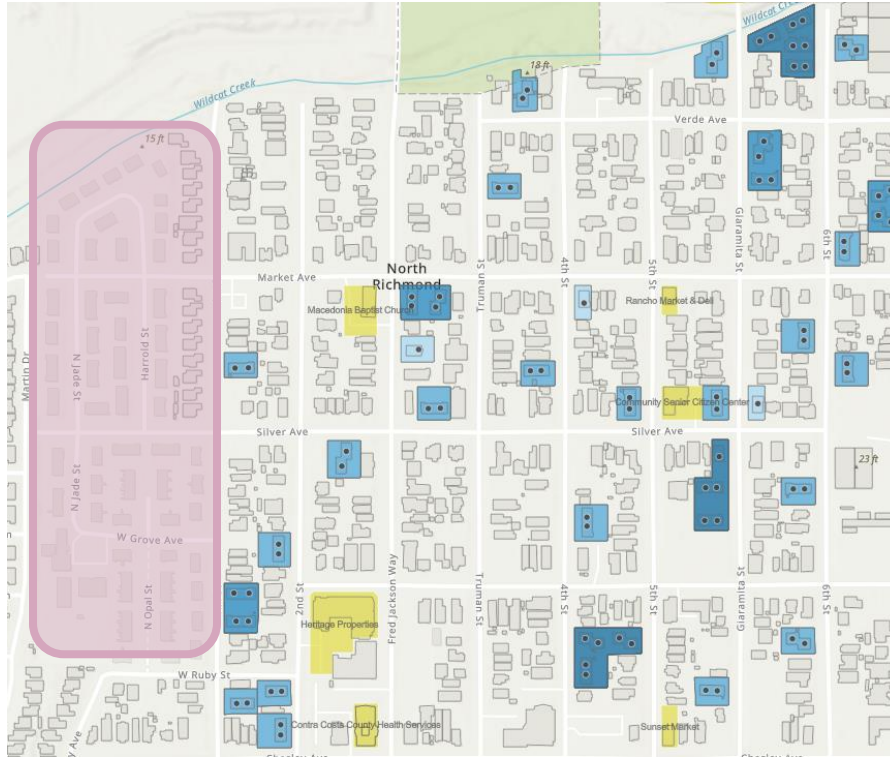 Wildcat Creek
18 ft
Wildcat Creek
Verde Ave
15 ft
Giaramita St
6th St
5th St
4th St
Truman St
North
Richmond
Market Ave
Macedonia Baptist Church
Rancho Market & Deli
Martin Dr
N Jade St
Harrold St
Community Senior Citizen Center
Silver Ave
Silver Ave
23 ft
N Jade St
W Grove Ave
N Opal St
2nd St
Fred Jackson Way
Truman St
4th St
5th St
Giaramita St
6th St
Heritage Properties
W Ruby St
Contra Costa County Health Services
Sunset Market